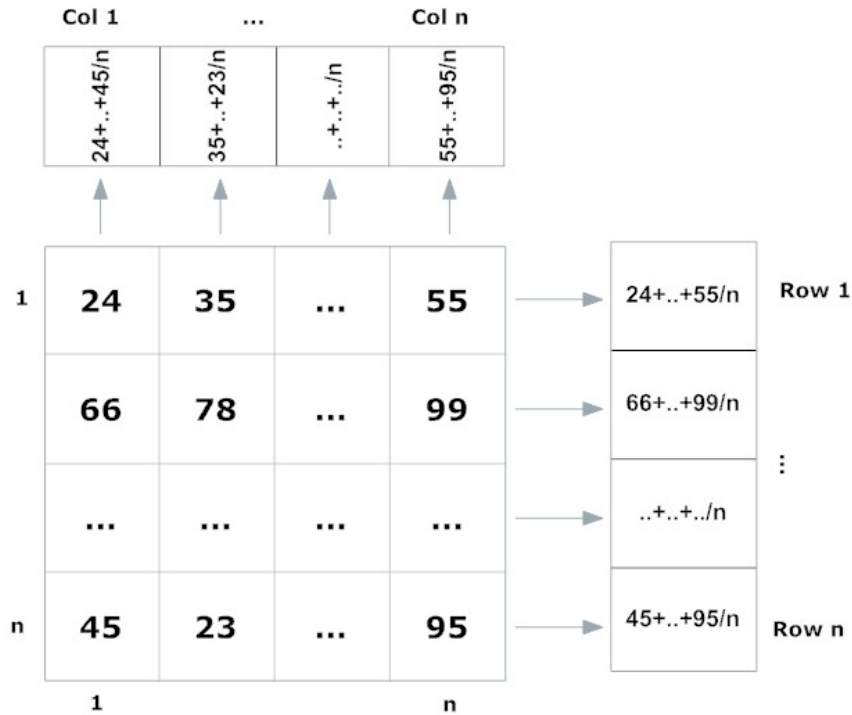 Col 1 ... Col n
24+..+45/n 35+..+23/n ..+..+../n 55+..+95/n
1 24 35 ... 55 24+..+55/n Row 1
66 78 ... 99 66+..+99/n
...
... ... ... ... ..+..+../n
n 45 23 ... 95 45+..+95/n Row n
1 n